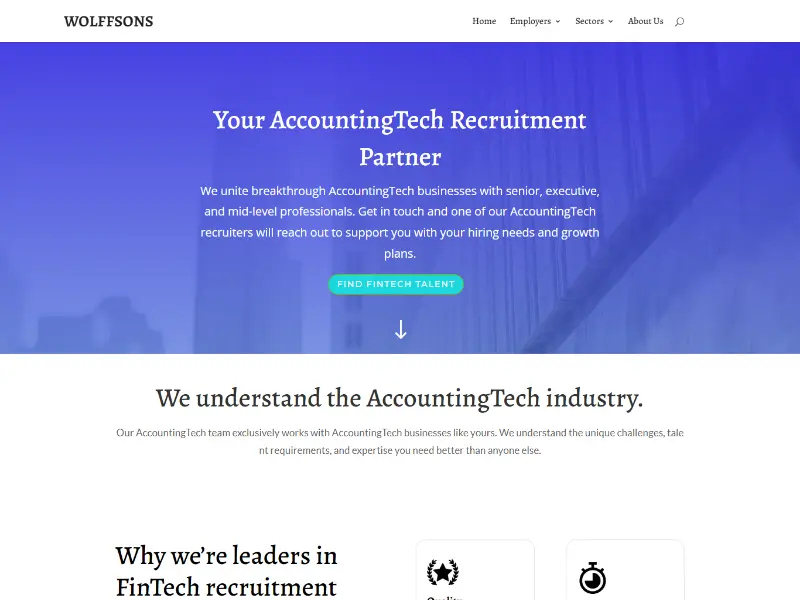 WOLFFSONS
Home Employers Sectors About Us
Your AccountingTech Recruitment
Partner
We unite breakthrough AccountingTech businesses with senior, executive,
and mid-level professionals. Get in touch and one of our AccountingTech
recruiters will reach out to support you with your hiring needs and growth
plans.
FIND FINTECH TALENT
We understand the AccountingTech industry.
Our AccountingTech team exclusively works with AccountingTech businesses like yours. We understand the unique challenges, tale
nt requirements, and expertise you need better than anyone else.
Why we’re leaders in
FinTech recruitment
Quality